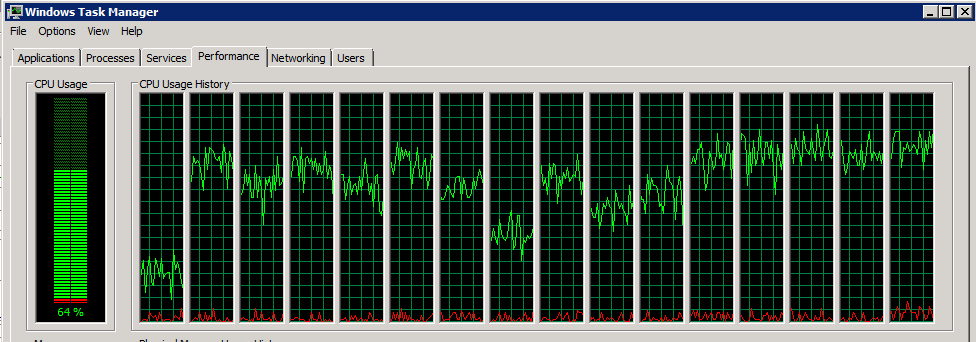 Windows Task Manager
File Options View Help
Applications Processes Services Performance Networking Users
CPU Usage CPU Usage History
64 %